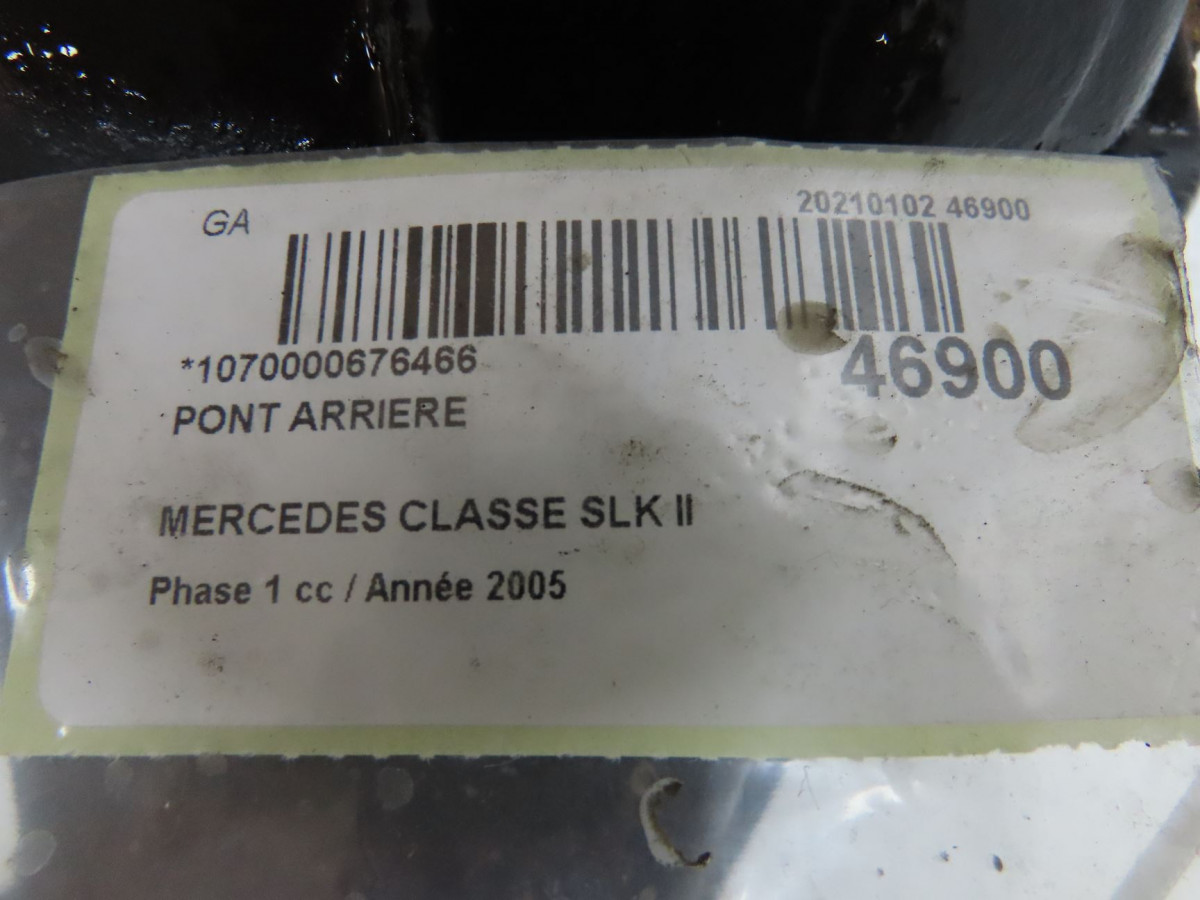 GA
20210102 46900
*1070000676466
46900
PONT ARRIERE
MERCEDES CLASSE SLK II
Phase 1 cc / Année 2005